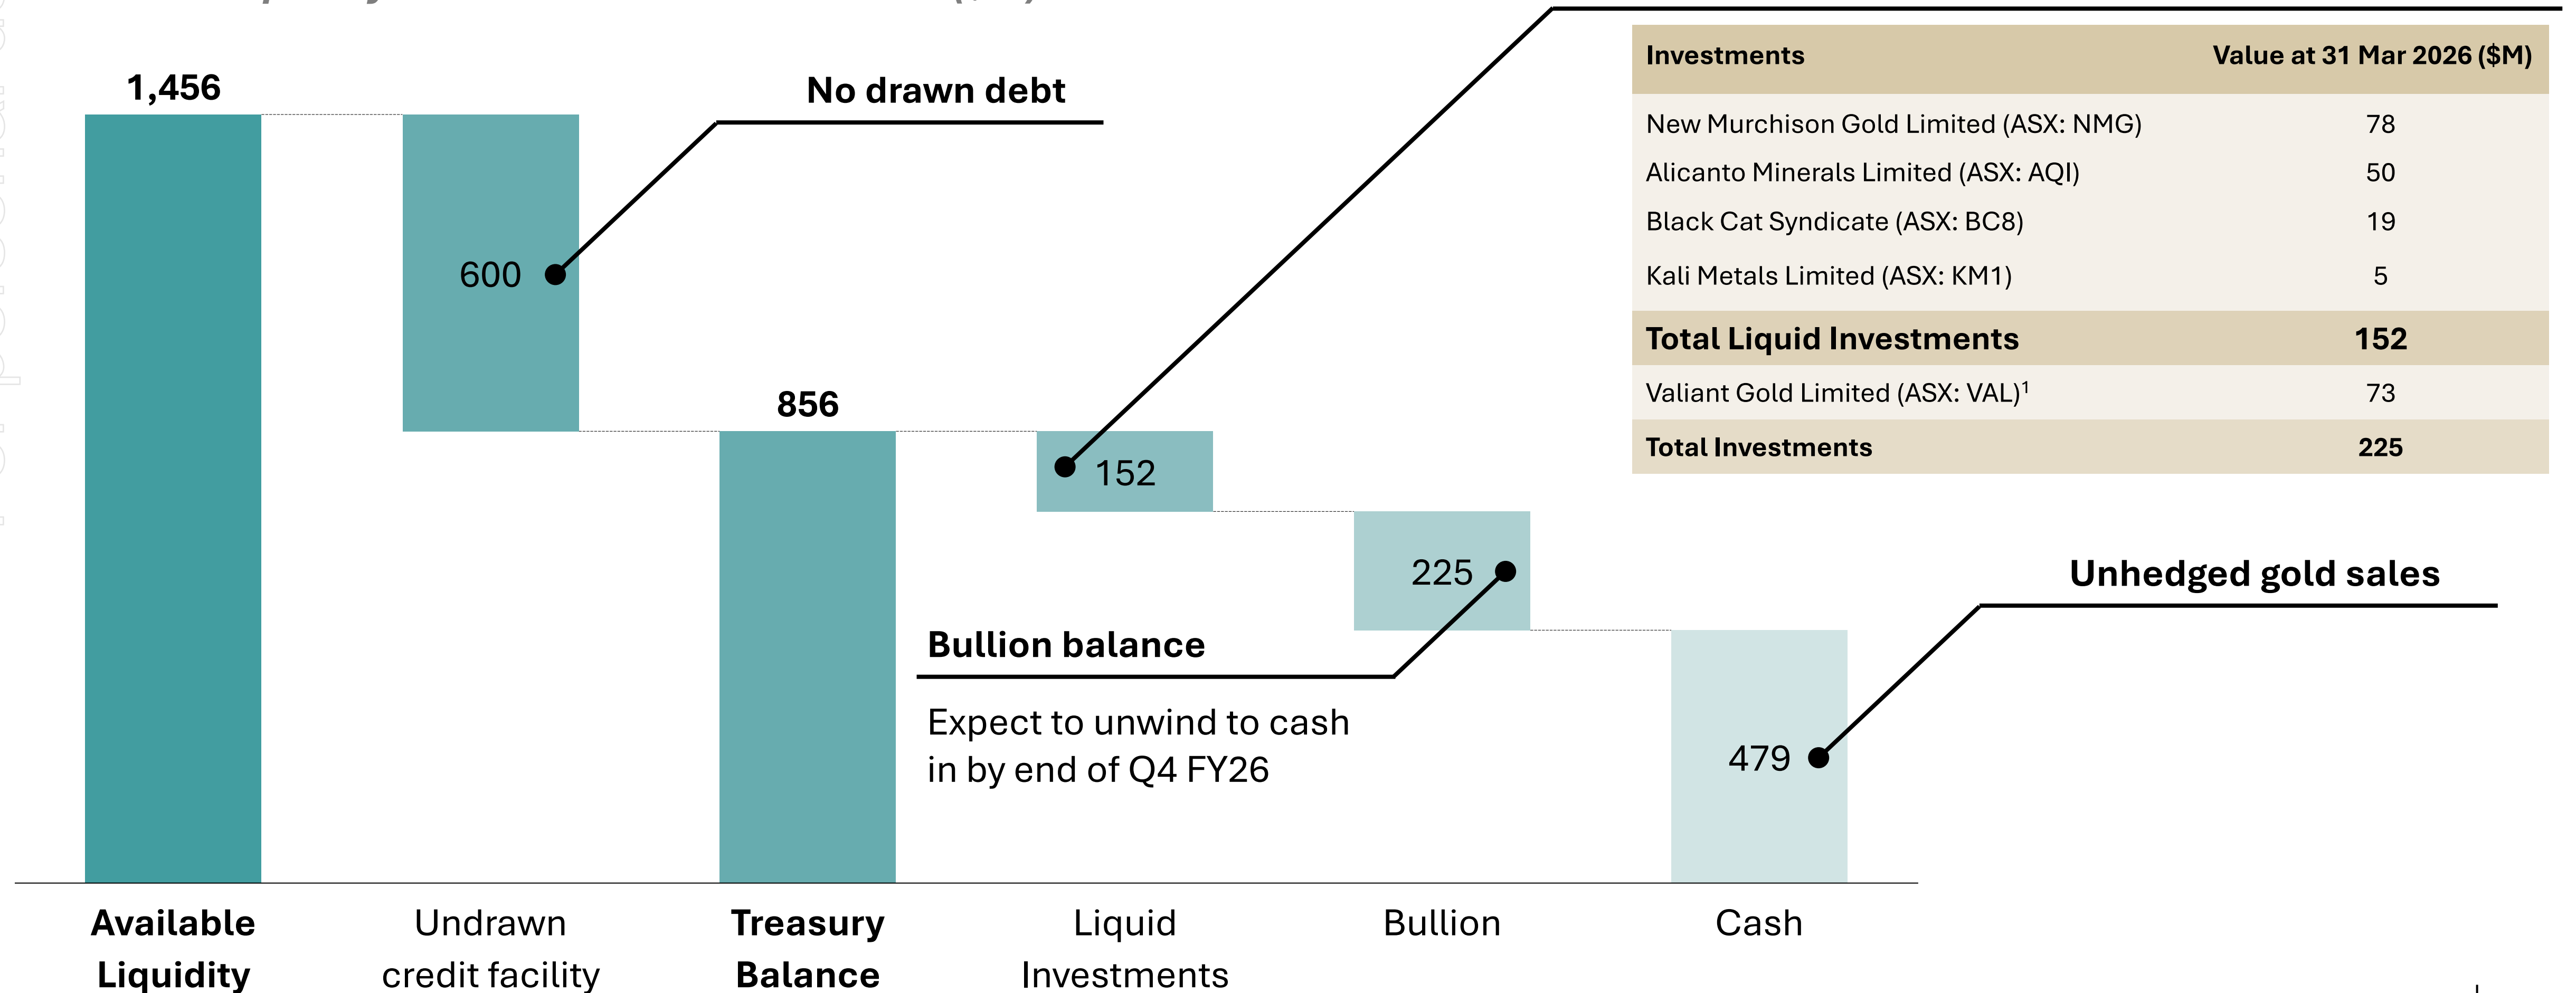 1,456
No drawn debt
600
856
152
225
Bullion balance
Expect to unwind to cash
in by end of Q4 FY26
Unhedged gold sales
479
Available
Liquidity
Undrawn
credit facility
Treasury
Balance
Liquid
Investments
Bullion
Cash
Investments Value at 31 Mar 2026 ($M)
New Murchison Gold Limited (ASX: NMG) 78
Alicanto Minerals Limited (ASX: AQI) 50
Black Cat Syndicate (ASX: BC8) 19
Kali Metals Limited (ASX: KM1) 5
Total Liquid Investments 152
Valiant Gold Limited (ASX: VAL)¹ 73
Total Investments 225